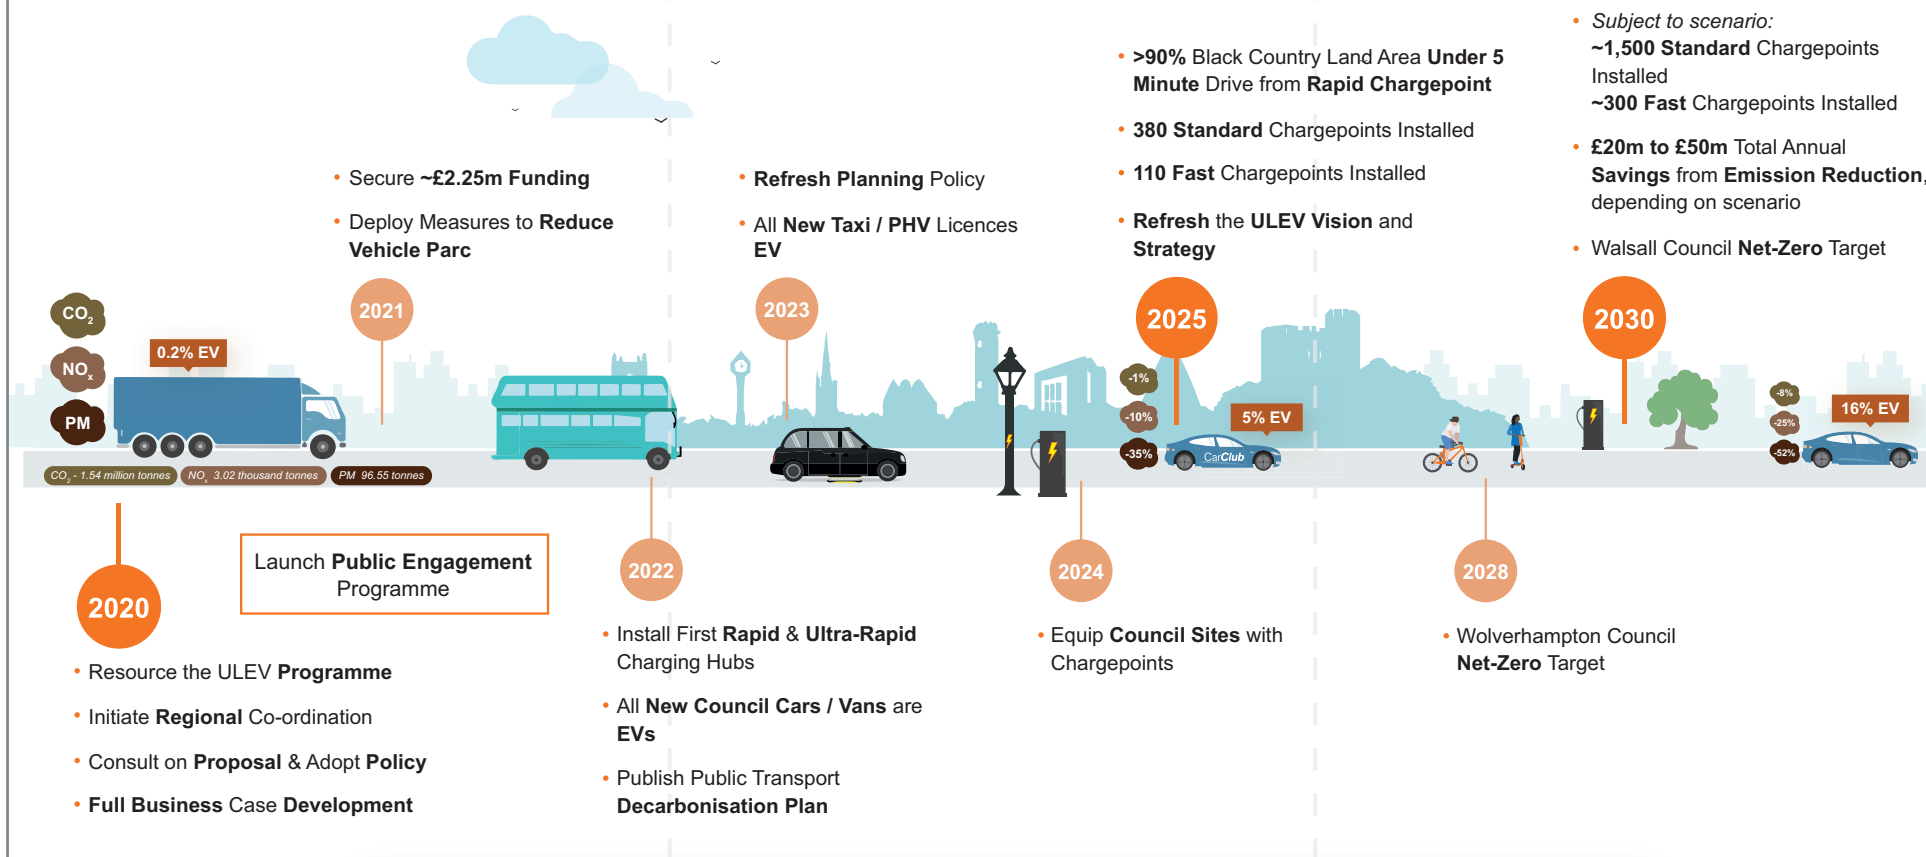 • Secure ~£2.25m Funding
• Deploy Measures to Reduce
Vehicle Parc
2021
• Refresh Planning Policy
• All New Taxi / PHV Licences
EV
2023
• >90% Black Country Land Area Under 5
Minute Drive from Rapid Chargepoint
• 380 Standard Chargepoints Installed
• 110 Fast Chargepoints Installed
• Refresh the ULEV Vision and
Strategy
2025
• Subject to scenario:
~1,500 Standard Chargepoints
Installed
~300 Fast Chargepoints Installed
• £20m to £50m Total Annual
Savings from Emission Reduction,
depending on scenario
• Walsall Council Net-Zero Target
2030
CO₂
NOₓ
PM
0.2% EV
CO₂ - 1.54 million tonnes
NOₓ 3.02 thousand tonnes
PM 96.55 tonnes
-1%
-10%
-35%
5% EV
CarClub
-8%
-25%
-52%
16% EV
2020
• Resource the ULEV Programme
• Initiate Regional Co-ordination
• Consult on Proposal & Adopt Policy
• Full Business Case Development
Launch Public Engagement
Programme
2022
• Install First Rapid & Ultra-Rapid
Charging Hubs
• All New Council Cars / Vans are
EVs
• Publish Public Transport
Decarbonisation Plan
2024
• Equip Council Sites with
Chargepoints
2028
• Wolverhampton Council
Net-Zero Target